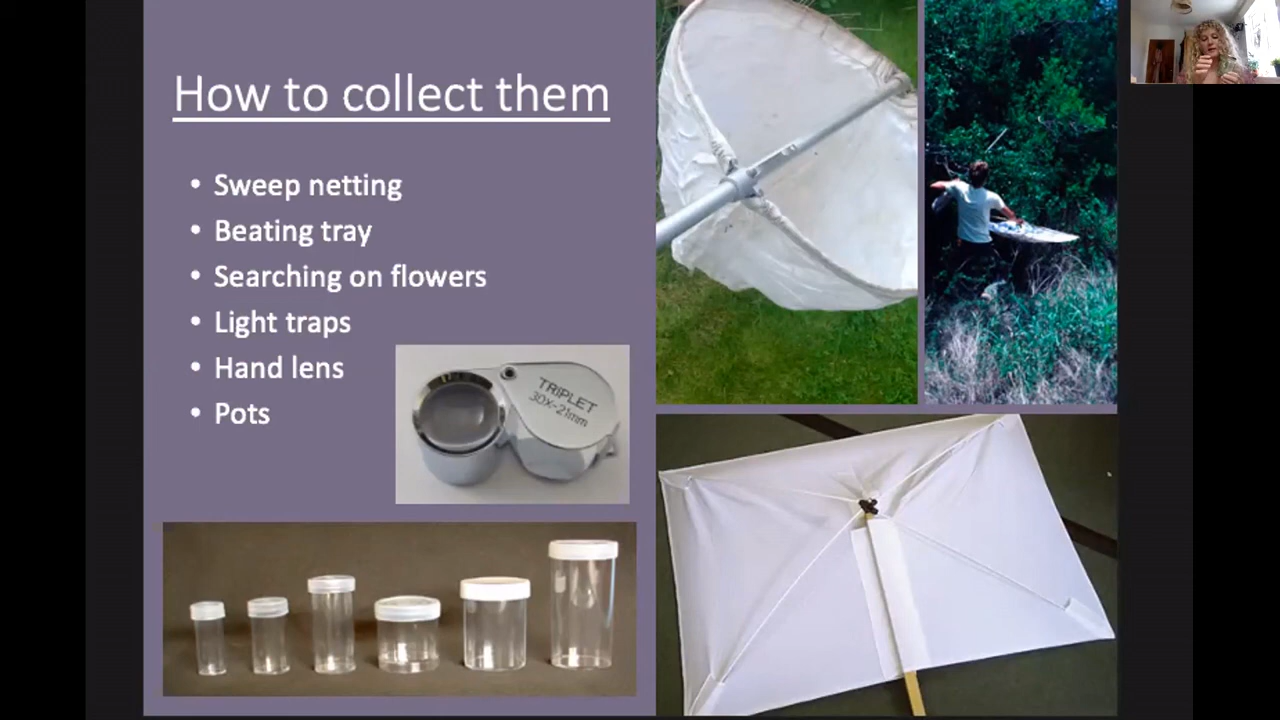 How to collect them
• Sweep netting
• Beating tray
• Searching on flowers
• Light traps
• Hand lens
• Pots
TRIPLET
30X-21mm